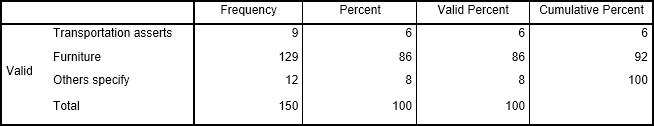 Frequency Percent Valid Percent Cumulative Percent
Transportation asserts 9 6 6 6
Furniture 129 86 86 92
Valid
Others specify 12 8 8 100
Total 150 100 100